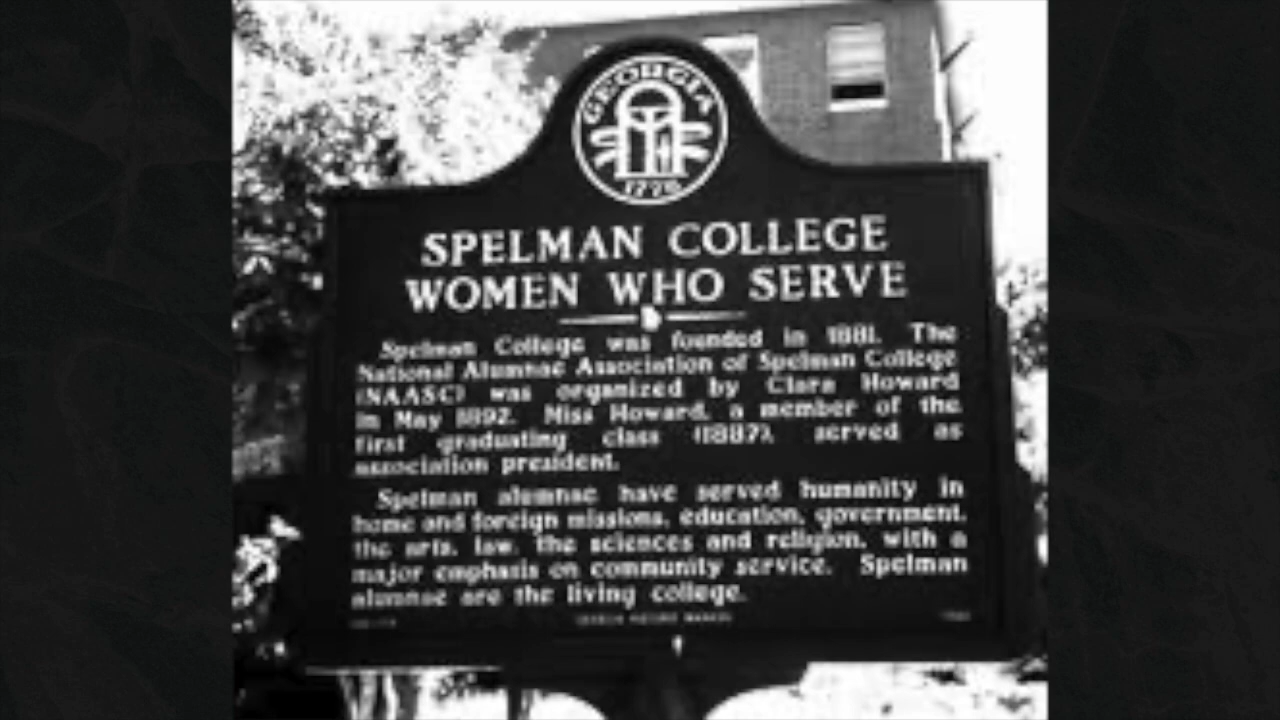 GEORGIA
1776
SPELMAN COLLEGE
WOMEN WHO SERVE
Spelman College was founded in 1881. The
National Alumnae Association of Spelman College
(NAASC) was organized by Clara Howard
in May 1892. Miss Howard, a member of the
first graduating class (1887), served as
association president.
Spelman alumnae have served humanity in
home and foreign missions, education, government,
the arts, law, the sciences and religion, with a
major emphasis on community service. Spelman
alumnae are the living college.